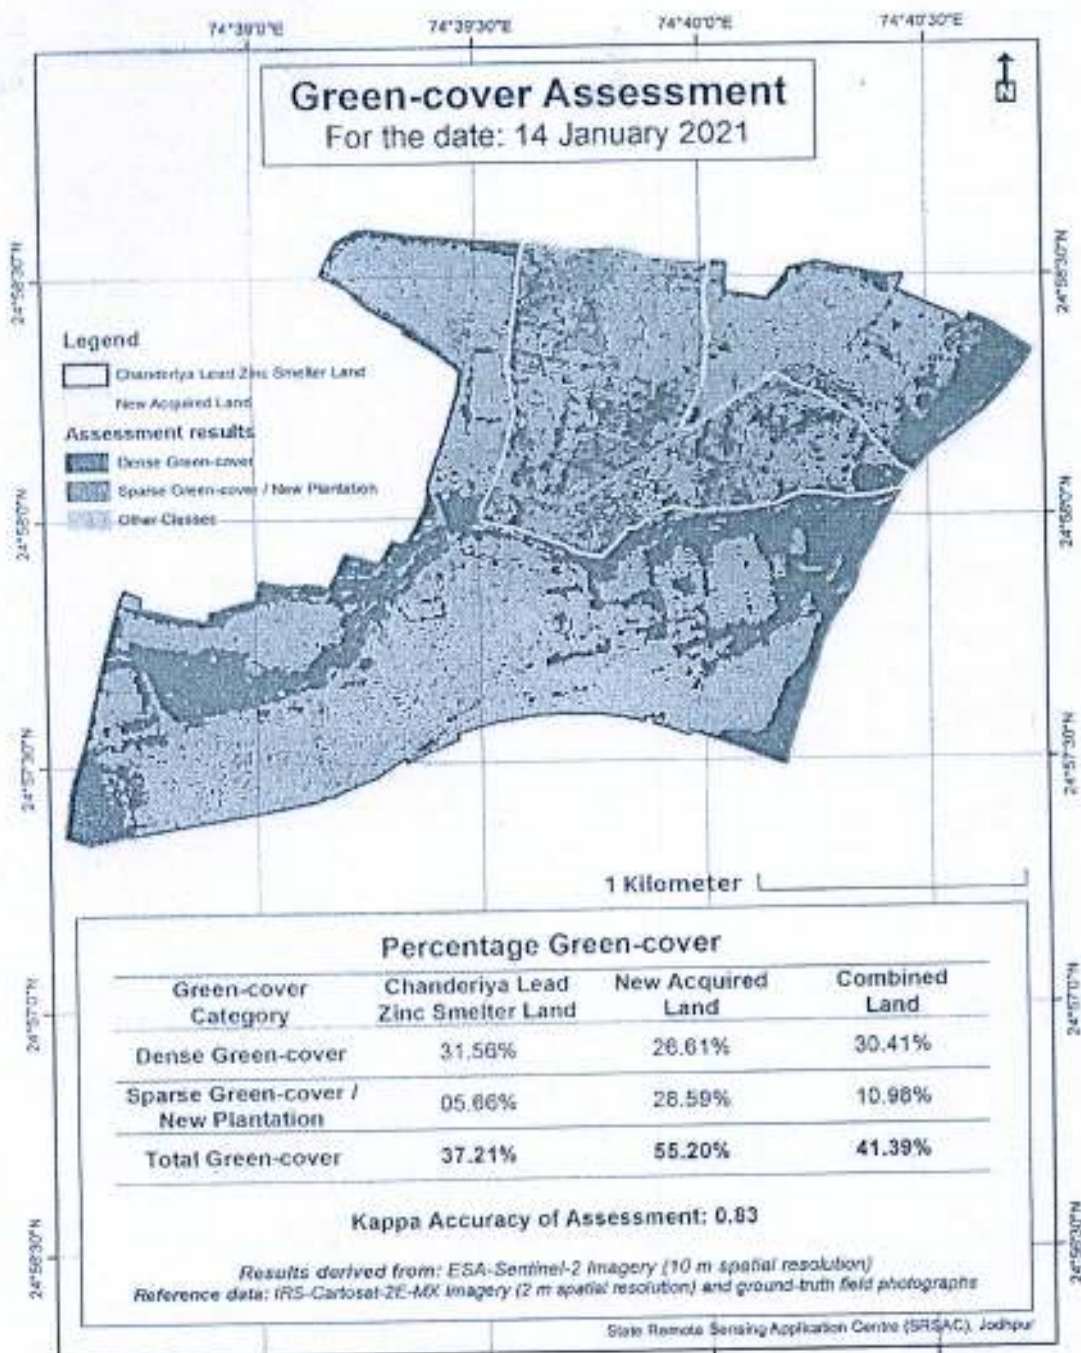 74°39'0"E 74°39'30"E 74°40'0"E 74°40'30"E
N
Green-cover Assessment
For the date: 14 January 2021
24°58'30"N 24°58'30"N
Legend
Chanderiya Lead Zinc Smelter Land
New Acquired Land
Assessment results
Dense Green-cover
Sparse Green-cover / New Plantation
Other Classes
24°58'0"N 24°58'0"N
24°57'30"N 24°57'30"N
1 Kilometer
Percentage Green-cover
Green-cover Category Chanderiya Lead Zinc Smelter Land New Acquired Land Combined Land
Dense Green-cover 31.56% 26.61% 30.41%
Sparse Green-cover / New Plantation 05.66% 28.59% 10.98%
Total Green-cover 37.21% 55.20% 41.39%
24°57'0"N 24°57'0"N
Kappa Accuracy of Assessment: 0.83
24°56'30"N 24°56'30"N
Results derived from: ESA-Sentinel-2 Imagery (10 m spatial resolution)
Reference data: IRS-Cartosat-2E-MX Imagery (2 m spatial resolution) and ground-truth field photographs
State Remote Sensing Application Centre (SRSAC), Jodhpur